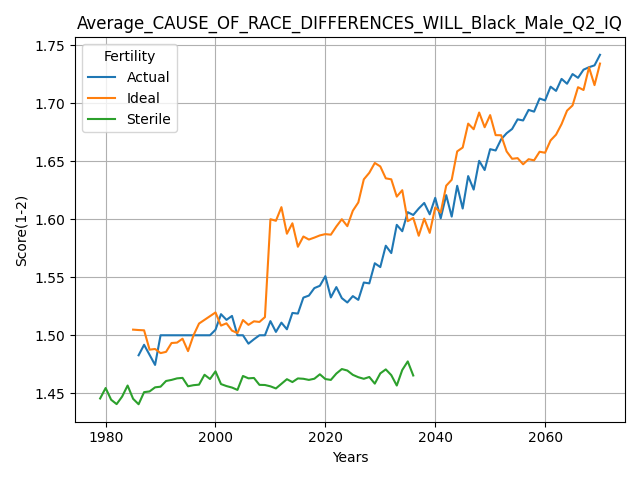 Average_CAUSE_OF_RACE_DIFFERENCES_WILL_Black_Male_Q2_IQ
Fertility
Actual
Ideal
Sterile
1.75
1.70
1.65
1.60
1.55
1.50
1.45
Score(1-2)
1980 2000 2020 2040 2060
Years